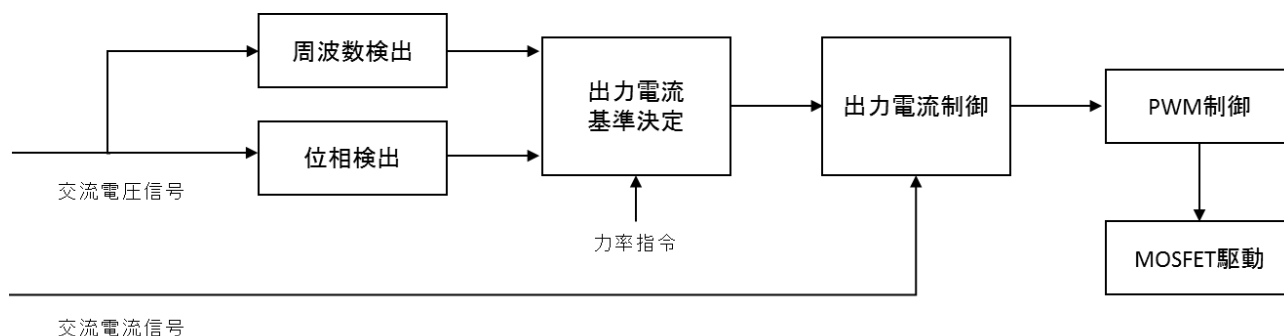 周波数検出
位相検出
交流電圧信号
出力電流
基準決定
力率指令
出力電流制御
PWM制御
MOSFET駆動
交流電流信号